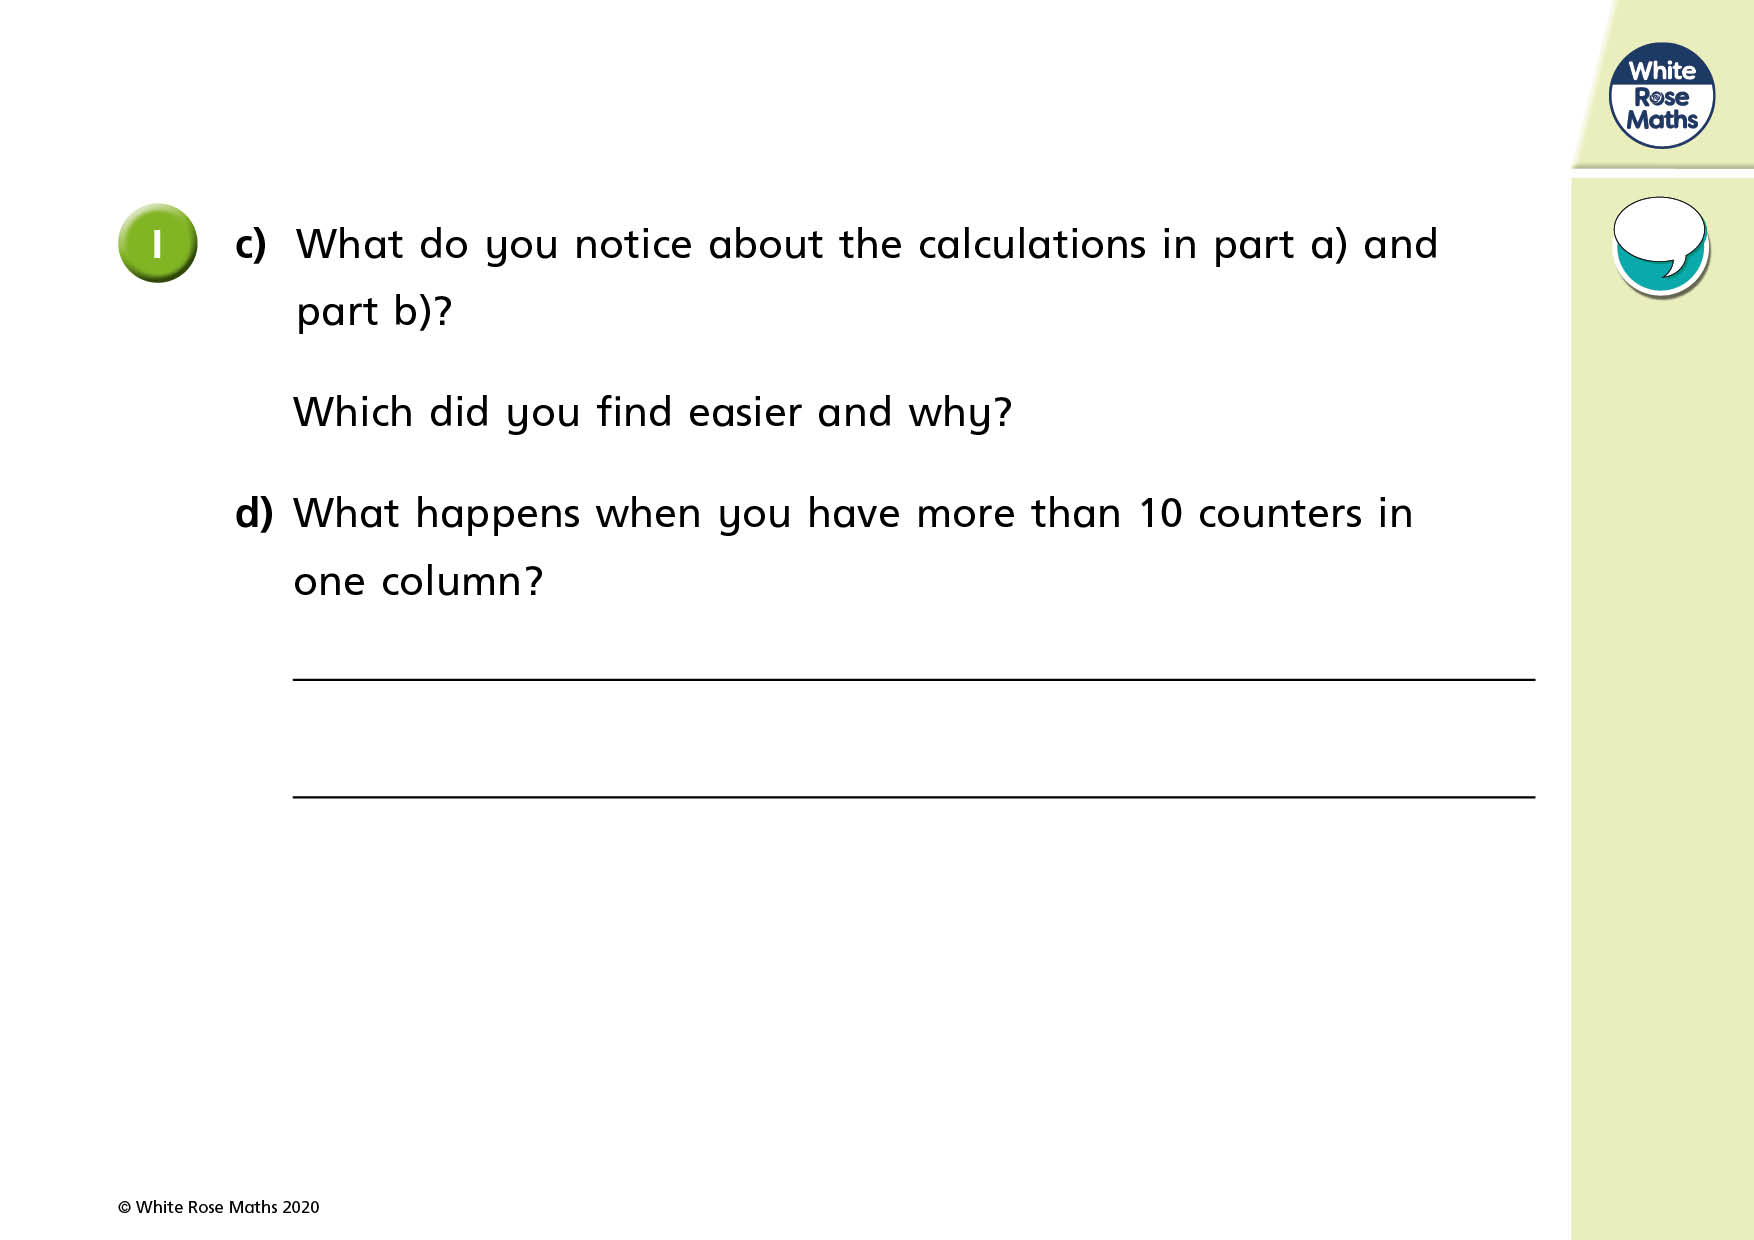 White
Rose
Maths
1 c) What do you notice about the calculations in part a) and
part b)?
Which did you find easier and why?
d) What happens when you have more than 10 counters in
one column?
© White Rose Maths 2020